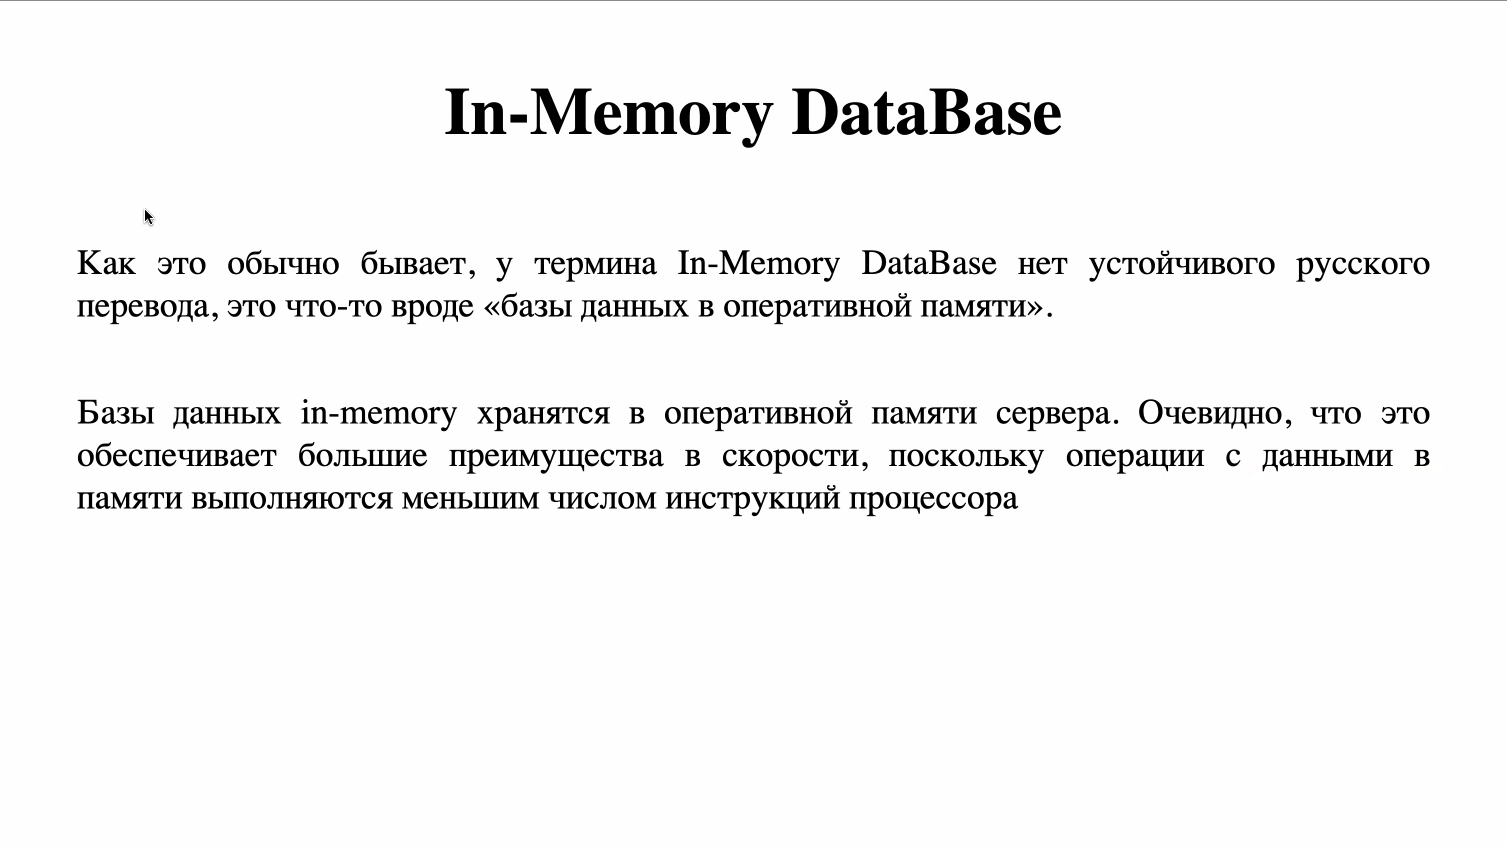 In-Memory DataBase
Как это обычно бывает, у термина In-Memory DataBase нет устойчивого русского
перевода, это что-то вроде «базы данных в оперативной памяти».
Базы данных in-memory хранятся в оперативной памяти сервера. Очевидно, что это
обеспечивает большие преимущества в скорости, поскольку операции с данными в
памяти выполняются меньшим числом инструкций процессора